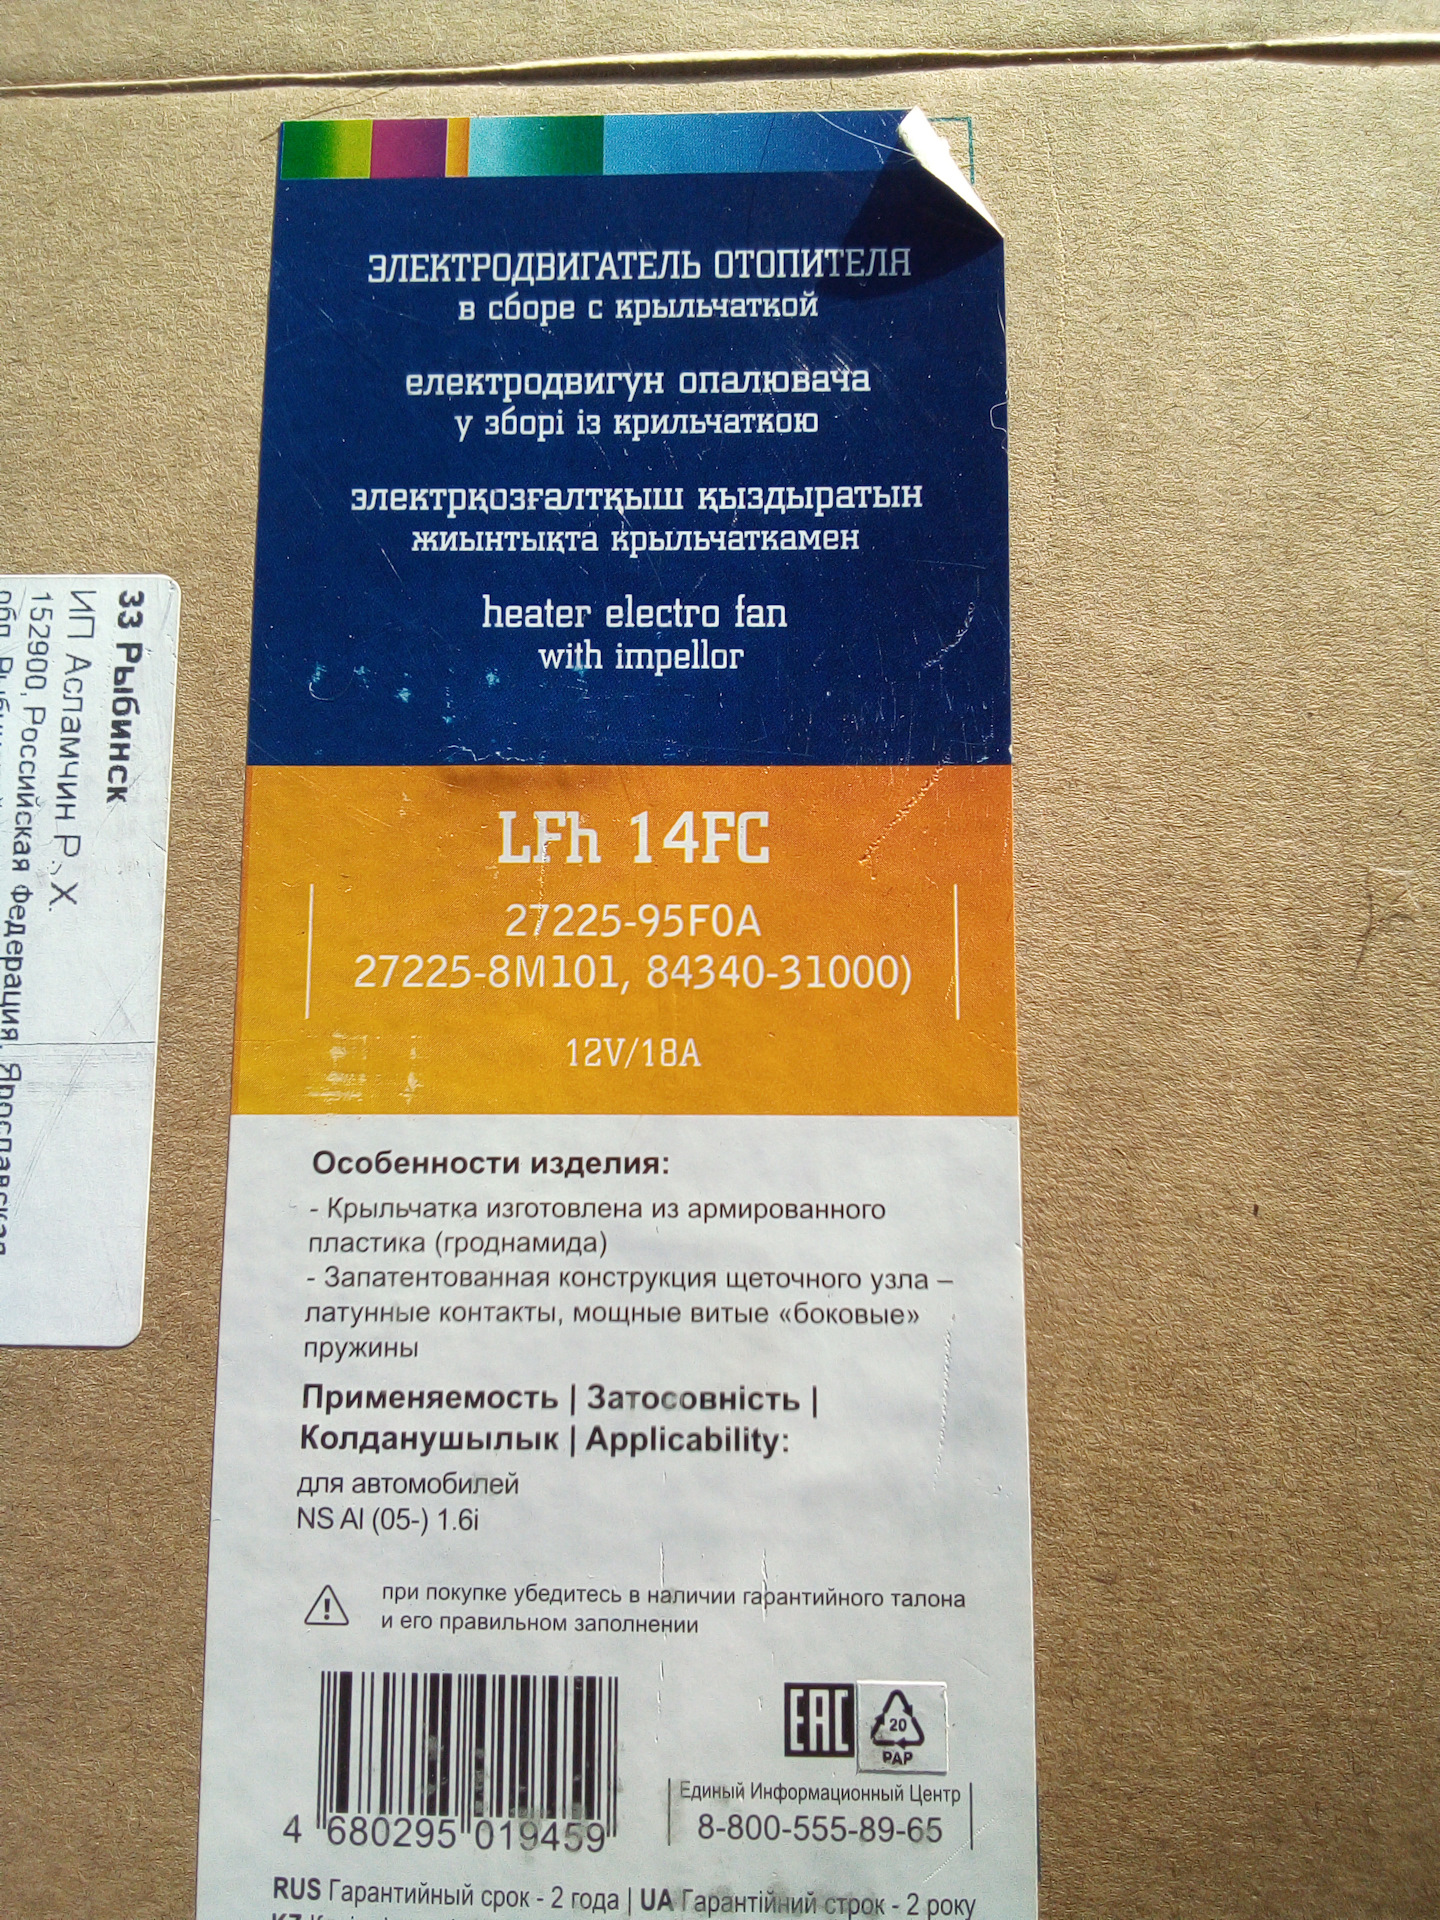 ЭЛЕКТРОДВИГАТЕЛЬ ОТОПИТЕЛЯ
в сборе с крыльчаткой
електродвигун опалювача
у зборі із крильчаткою
электрқозғалтқыш қыздыратын
жиынтықта крыльчаткамен
heater electro fan
with impellor
LFh 14FC
27225-95F0A
27225-8M101, 84340-31000)
12V/18A
Особенности изделия:
- Крыльчатка изготовлена из армированного
пластика (гроднамида)
- Запатентованная конструкция щеточного узла –
латунные контакты, мощные витые «боковые»
пружины
Применяемость | Затосовність |
Колданушылык | Applicability:
для автомобилей
NS Al (05-) 1.6i
при покупке убедитесь в наличии гарантийного талона
и его правильном заполнении
EAC
20
PAP
Единый Информационный Центр
8-800-555-89-65
4 680295 019459
RUS Гарантийный срок - 2 года | UA Гарантійний строк - 2 року
33 Рыбинск
ИП Асламчин Р. Х.
152900, Российская Федерация, Ярославская